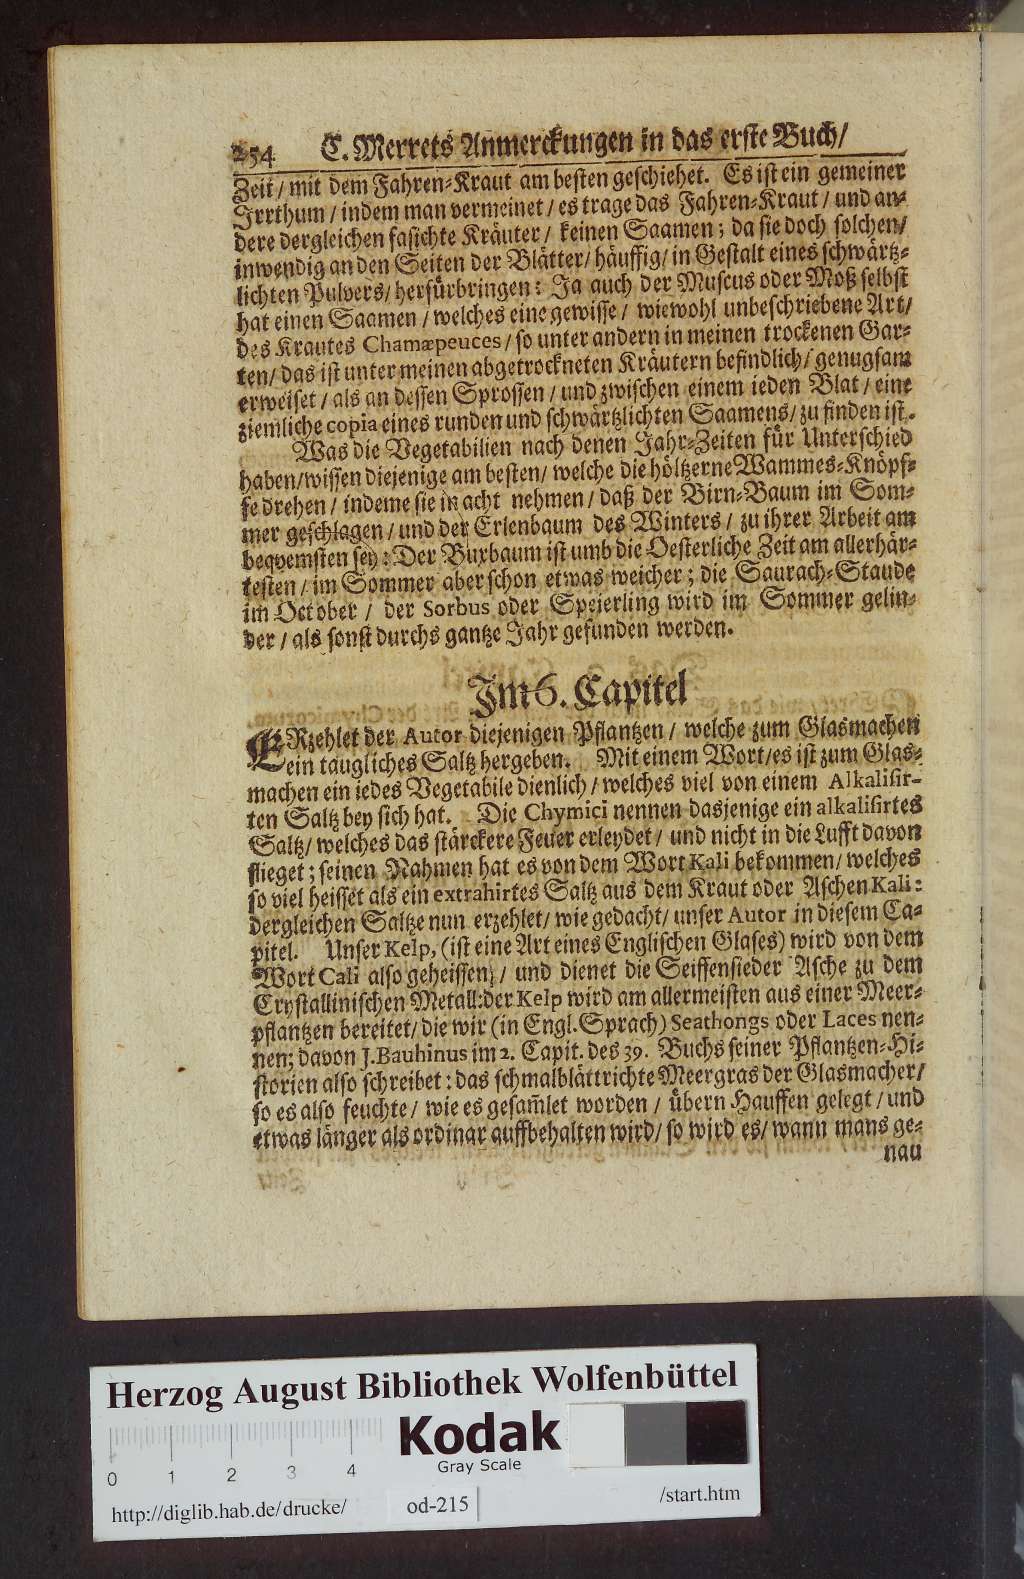 254 C. Merrets Anmerckungen in das erste Buch/
Zeit/ mit dem Fahren-Kraut am besten geschiehet. Es ist ein gemeiner
Irrthum/ indem man vermeinet/ es trage das Fahren-Kraut/ und an-
dere dergleichen fasichte Kräuter/ keinen Saamen; da sie doch solchen/
inwendig an den Seiten der Blätter/ häuffig/ in Gestalt eines schwärtz-
lichten Pulvers/ herfürbringen: Ja auch der Muscus oder Moß selbst
hat einen Saamen/ welches eine gewisse/ wiewohl unbeschriebene Art/
des Krautes Chamæpeuces/ so unter andern in meinen trockenen Gar-
ten/ das ist unter meinen abgetrockneten Kräutern befindlich/ genugsam
erweiset/ als an dessen Sprossen/ und zwischen einem ieden Blat/ eine
ziemliche copia eines runden und schwärtzlichten Saamens/ zu finden ist.
Was die Vegetabilien nach denen Jahr-Zeiten für Unterschied
haben/ wissen diejenige am besten/ welche die höltzerne Wammes-Knöpf-
fe drehen/ indeme sie in acht nehmen/ daß der Birn-Baum im Som-
mer geschlagen/ und der Erlenbaum des Winters/ zu ihrer Arbeit am
beqvemsten sey: Der Buxbaum ist umb die Oesterliche Zeit am allerhär-
testen/ im Sommer aber schon etwas weicher; die Saurach-Staude
im October/ der Sorbus oder Speierling wird im Sommer gelin-
der/ als sonst durchs gantze Jahr gefunden werden.
Im 6. Capitel
ERzehlet der Autor diejenigen Pflantzen/ welche zum Glasmachen
ein taugliches Saltz hergeben. Mit einem Wort/ es ist zum Glas-
machen ein iedes Vegetabile dienlich/ welches viel von einem Alkalisir-
ten Saltz bey sich hat. Die Chymici nennen dasjenige ein alkalisirtes
Saltz/ welches das stärckere Feuer erleydet/ und nicht in die Lufft davon
flieget; seinen Nahmen hat es von dem Wort Kali bekommen/ welches
so viel heisset als ein extrahirtes Saltz aus dem Kraut oder Aschen Kali:
dergleichen Saltze nun erzehlet/ wie gedacht/ unser Autor in diesem Ca-
pitel. Unser Kelp, (ist eine Art eines Englischen Glases) wird von dem
Wort Cali also geheissen/ und dienet die Seiffensieder Asche zu dem
Crystallinischen Metall: der Kelp wird am allermeisten aus einer Meer-
pflantzen bereitet/ die wir (in Engl. Sprach) Seathongs oder Laces nen-
nen; davon J. Bauhinus im 2. Capit. des 39. Buchs seiner Pflantzen-Hi-
storien also schreibet: das schmalblättrichte Meergras der Glasmacher/
so es also feuchte/ wie es gesam̃let worden/ übern Hauffen gelegt/ und
etwas länger als ordinar auffbehalten wird/ so wird es/ wann mans ge-
nau
Herzog August Bibliothek Wolfenbüttel
Kodak
Gray Scale
0 1 2 3 4
http://diglib.hab.de/drucke/ od-215 /start.htm